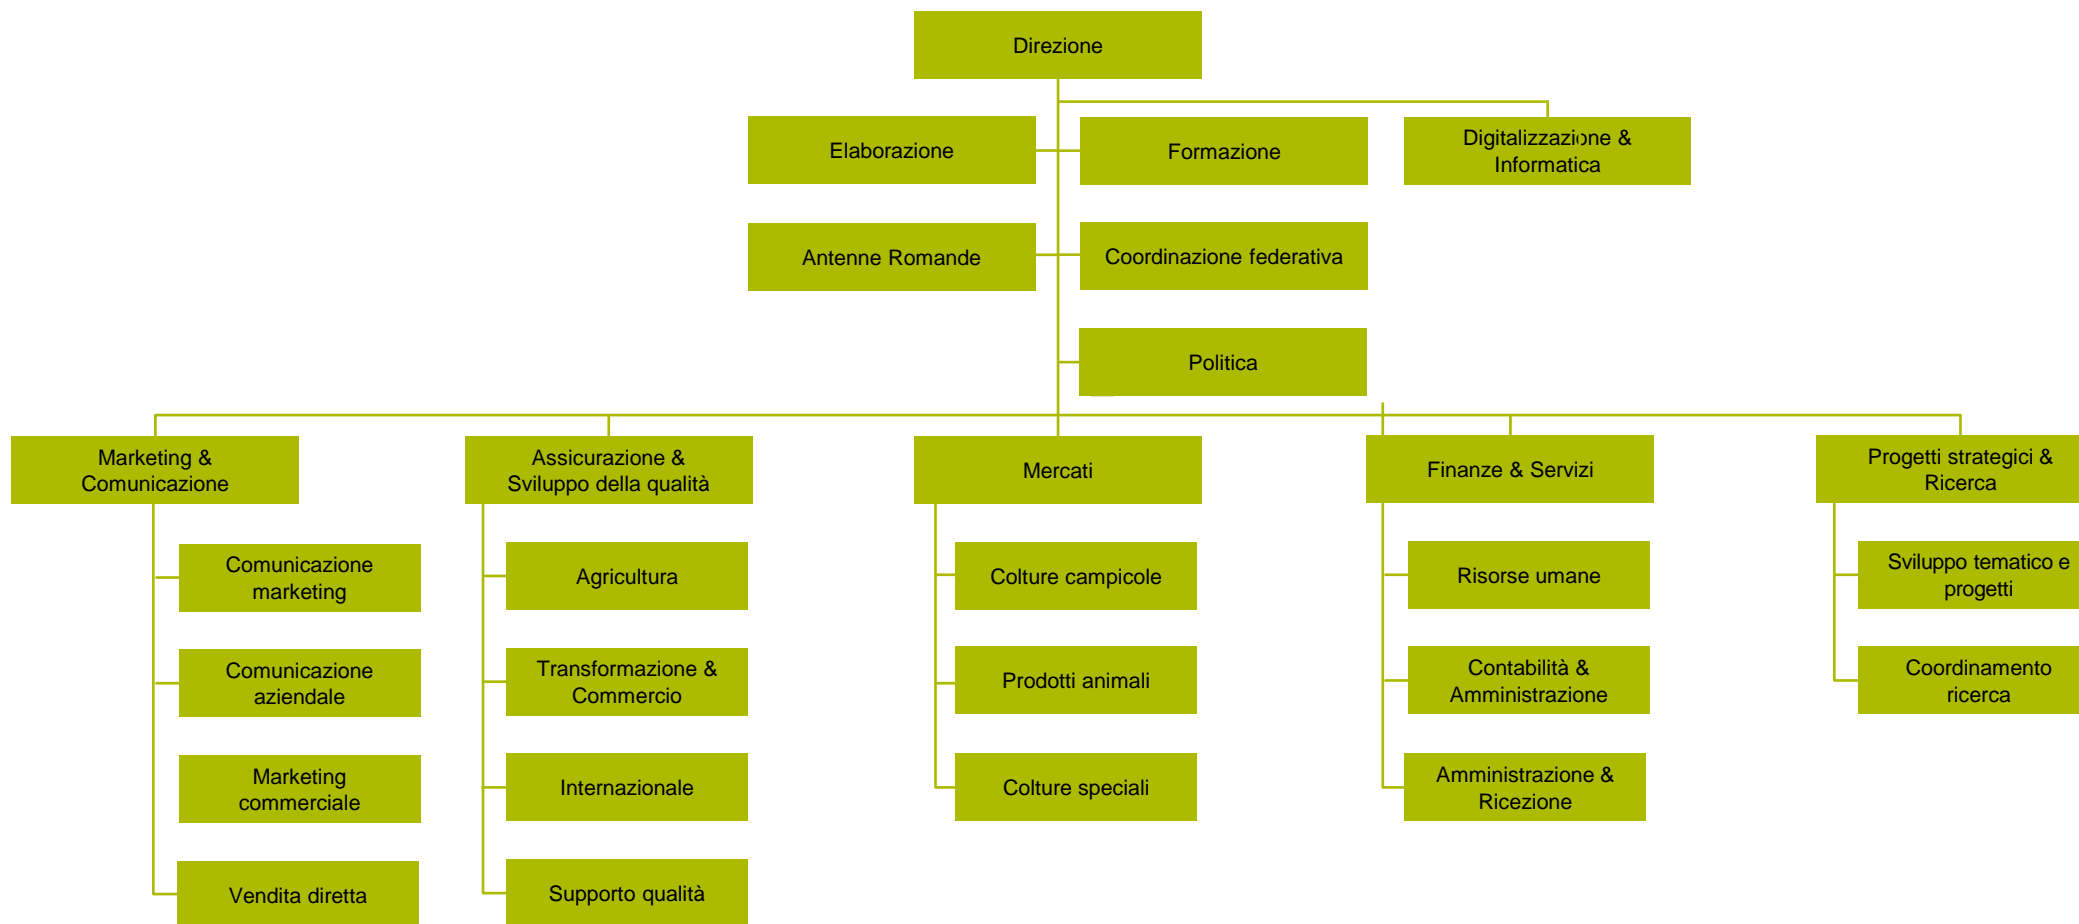 Direzione
Elaborazione
Formazione
Digitalizzazione &
Informatica
Antenne Romande
Coordinazione federativa
Politica
Marketing &
Comunicazione
Assicurazione &
Sviluppo della qualità
Mercati
Finanze & Servizi
Progetti strategici &
Ricerca
Comunicazione
marketing
Agricultura
Colture campicole
Risorse umane
Sviluppo tematico e
progetti
Comunicazione
aziendale
Transformazione &
Commercio
Prodotti animali
Contabilità &
Amministrazione
Coordinamento
ricerca
Marketing
commerciale
Internazionale
Colture speciali
Amministrazione &
Ricezione
Vendita diretta
Supporto qualità